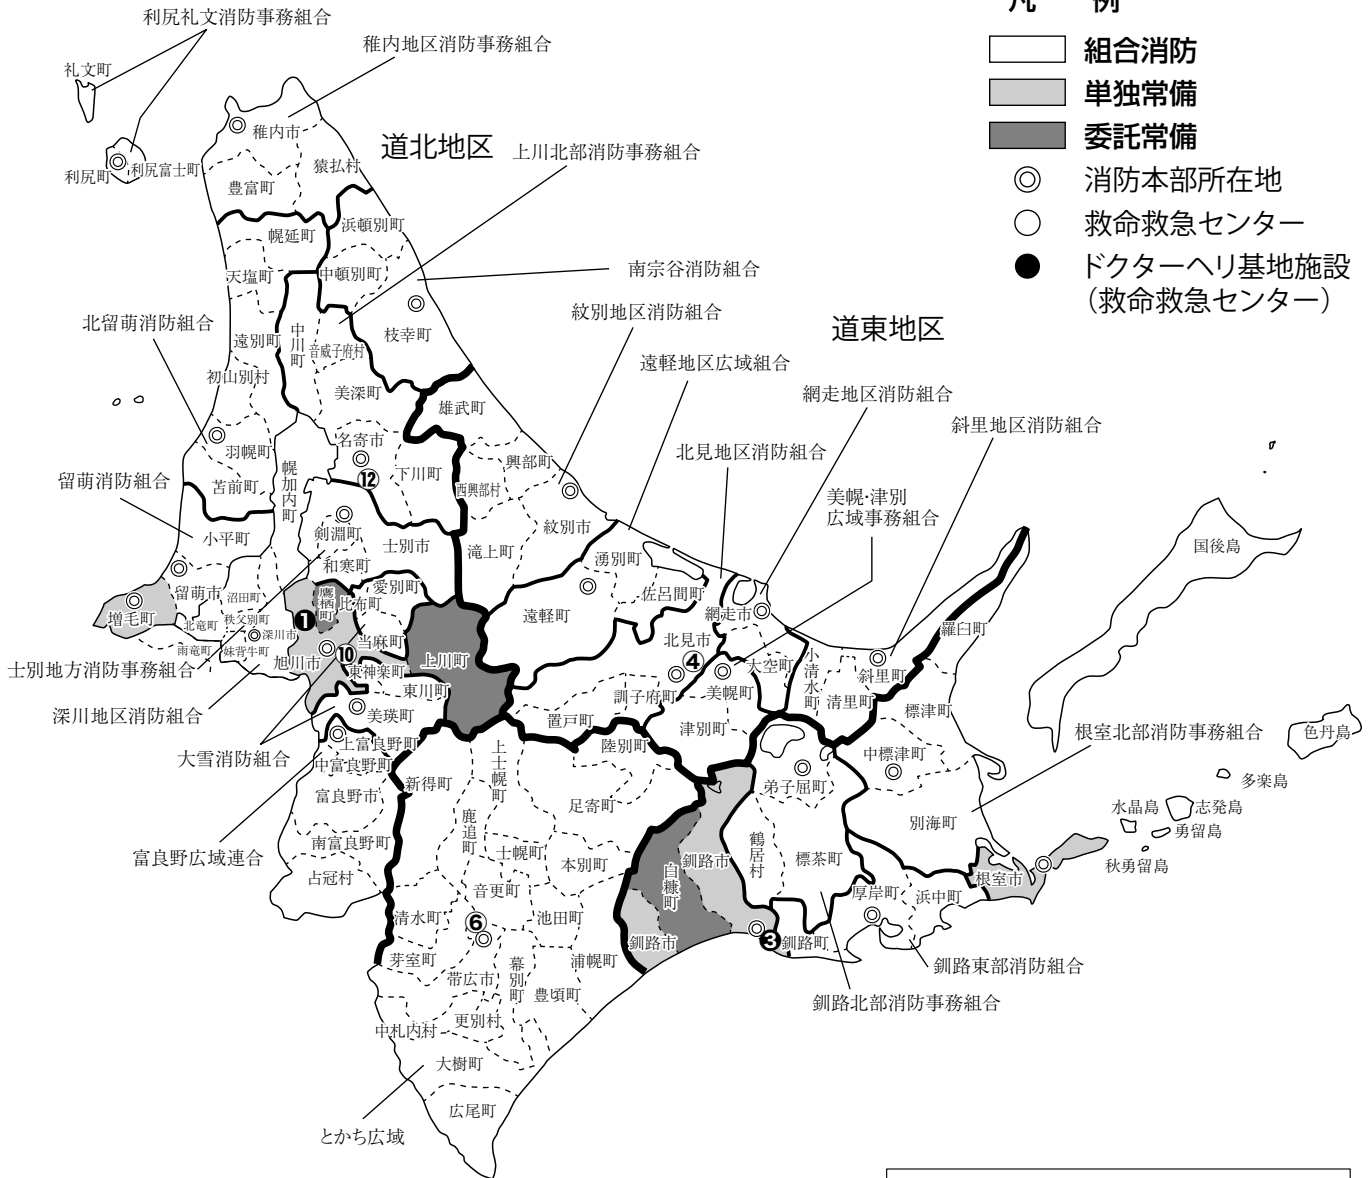 凡 例
組合消防
単独常備
委託常備
消防本部所在地
救命救急センター
ドクターヘリ基地施設
（救命救急センター）
利尻礼文消防事務組合
礼文町
稚内地区消防事務組合
稚内市
道北地区
上川北部消防事務組合
利尻町
利尻富士町
猿払村
豊富町
幌延町
浜頓別町
天塩町
中頓別町
南宗谷消防組合
北留萌消防組合
遠別町
中川町
音威子府村
枝幸町
紋別地区消防組合
道東地区
遠軽地区広域組合
初山別村
美深町
雄武町
網走地区消防組合
斜里地区消防組合
羽幌町
名寄市
興部町
北見地区消防組合
留萌消防組合
苫前町
幌加内町
⑫
下川町
西興部村
美幌・津別
広域事務組合
小平町
剣淵町
士別市
滝上町
紋別市
湧別町
国後島
和寒町
留萌市
沼田町
鷹栖町
比布町
愛別町
遠軽町
佐呂間町
網走市
増毛町
北竜町
秩父別町
深川市
❶
当麻町
北見市
羅臼町
雨竜町
妹背牛町
旭川市
⑩
上川町
④
大空町
小清水町
斜里町
士別地方消防事務組合
東神楽町
東川町
訓子府町
美幌町
清里町
深川地区消防組合
美瑛町
置戸町
津別町
標津町
大雪消防組合
上富良野町
陸別町
中標津町
根室北部消防事務組合
色丹島
中富良野町
新得町
上士幌町
弟子屈町
多楽島
富良野市
鹿追町
足寄町
水晶島
志発島
勇留島
南富良野町
士幌町
本別町
釧路市
鶴居村
標茶町
別海町
秋勇留島
富良野広域連合
占冠村
音更町
白糠町
根室市
清水町
⑥
池田町
釧路市
❸
釧路町
厚岸町
浜中町
芽室町
帯広市
幕別町
浦幌町
釧路東部消防組合
豊頃町
釧路北部消防事務組合
中札内村
更別村
大樹町
広尾町
とかち広域